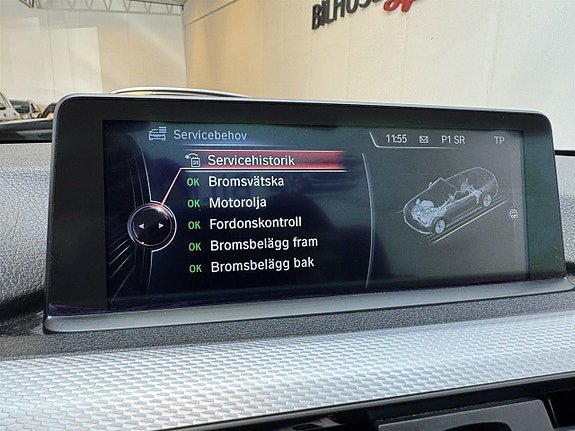 BILHUSE
Servicebehov
11:55 P1 SR TP
Servicehistorik
OK Bromsvätska
OK Motorolja
OK Fordonskontroll
OK Bromsbelägg fram
OK Bromsbelägg bak